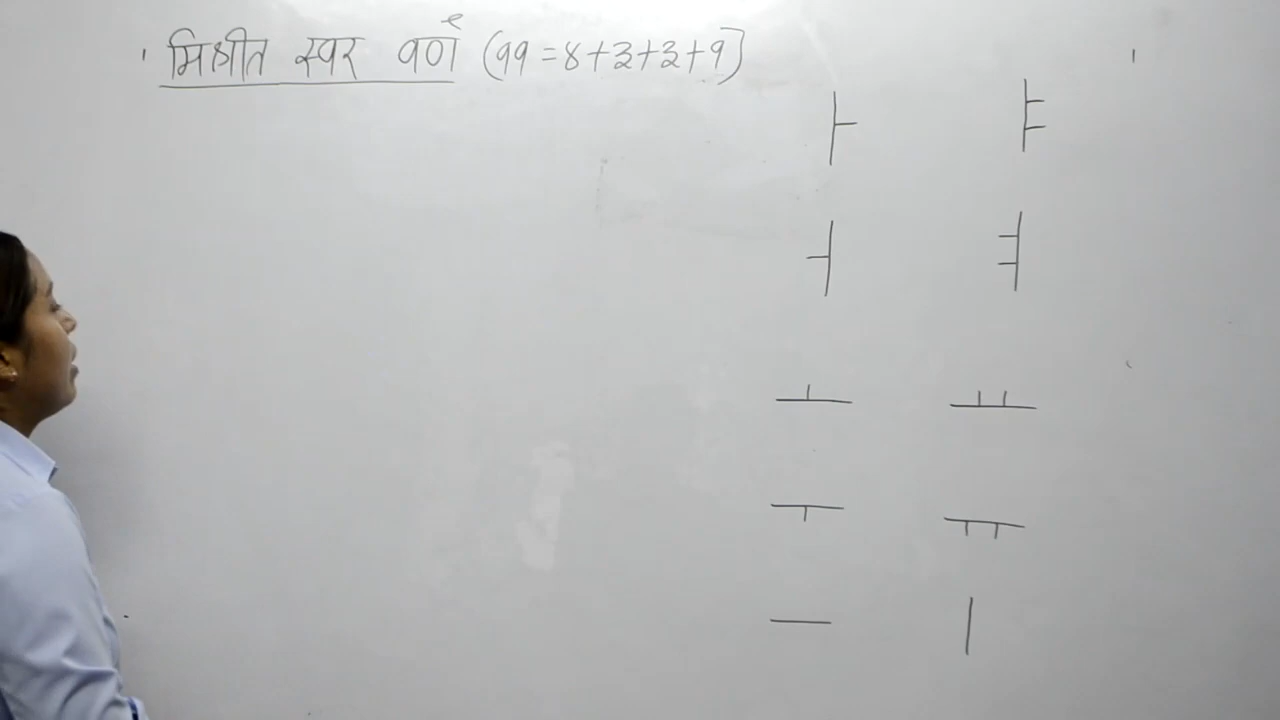 मिश्रीत स्वर वर्ण (११=४+३+३+१)
ㅏ ㅑ
ㅓ ㅕ
ㅗ ㅛ
ㅜ ㅠ
ㅡ ㅣ